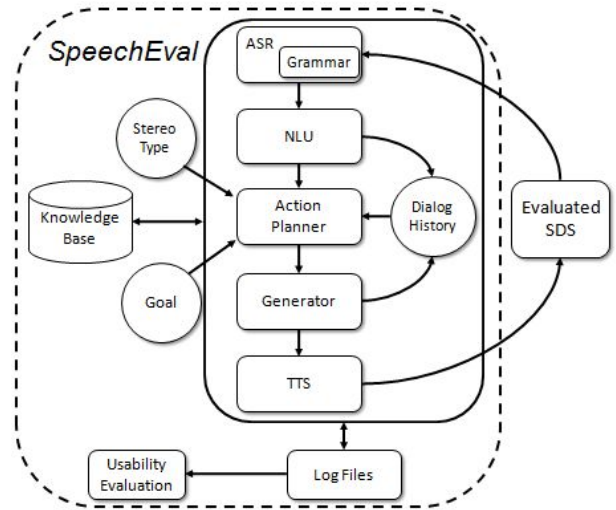 SpeechEval
ASR
Grammar
Stereo
Type
NLU
Knowledge
Base
Action
Planner
Dialog
History
Evaluated
SDS
Goal
Generator
TTS
Usability
Evaluation
Log Files